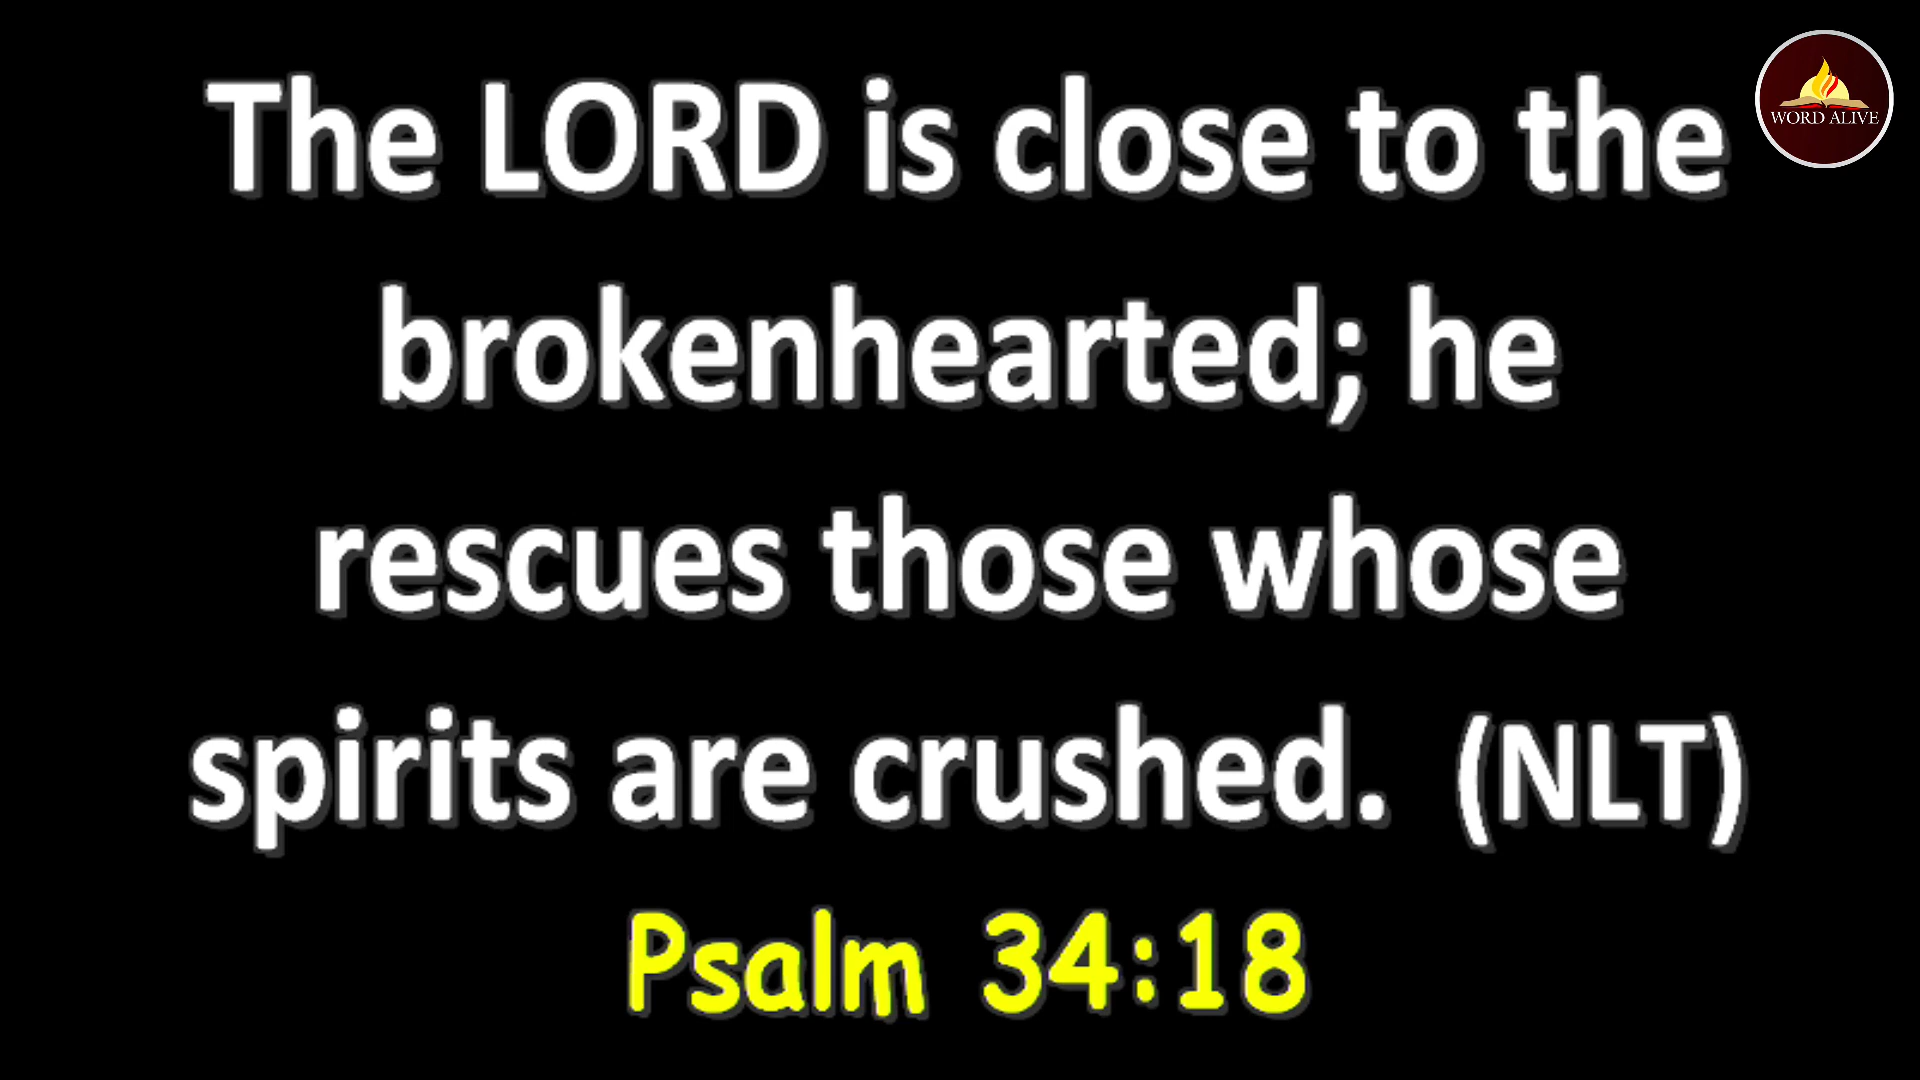 The LORD is close to the
brokenhearted; he
rescues those whose
spirits are crushed. (NLT)
Psalm 34:18
WORD ALIVE